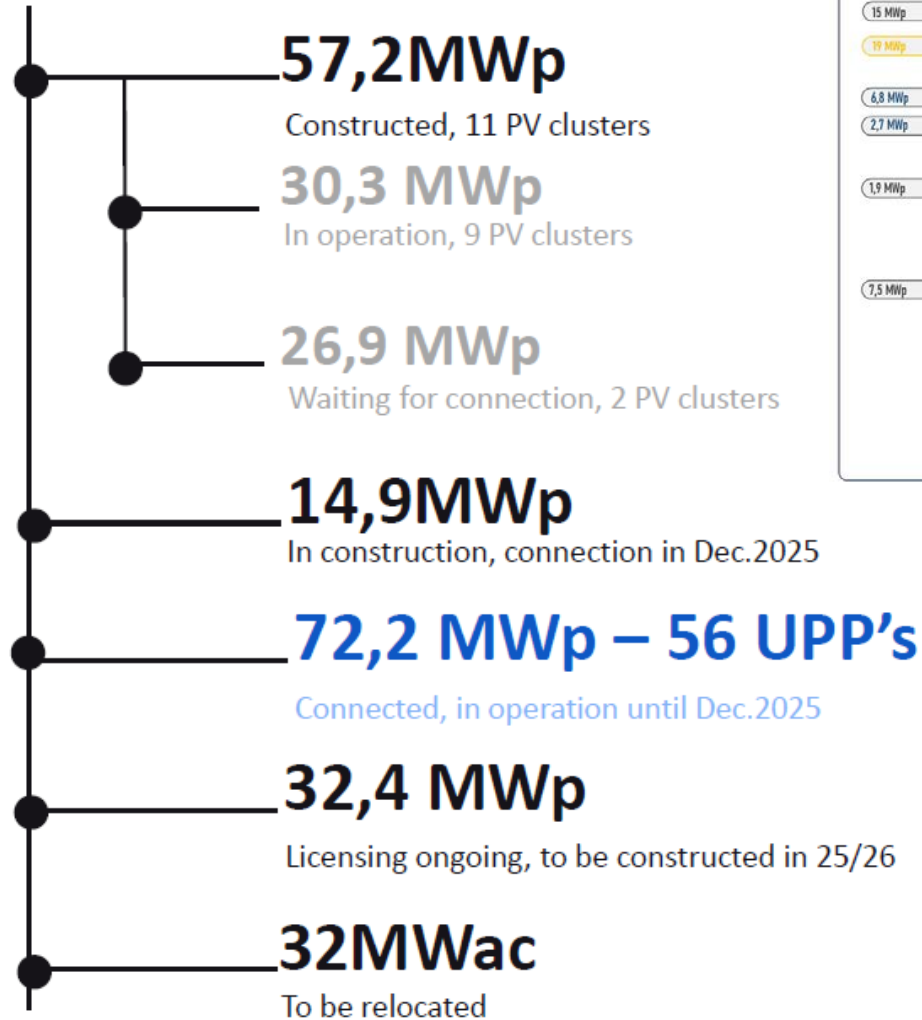 57,2MWp
Constructed, 11 PV clusters
30,3 MWp
In operation, 9 PV clusters
26,9 MWp
Waiting for connection, 2 PV clusters
14,9MWp
In construction, connection in Dec.2025
72,2 MWp – 56 UPP’s
Connected, in operation until Dec.2025
32,4 MWp
Licensing ongoing, to be constructed in 25/26
32MWac
To be relocated
15 MWp
19 MWp
6,8 MWp
2,7 MWp
1,9 MWp
7,5 MWp